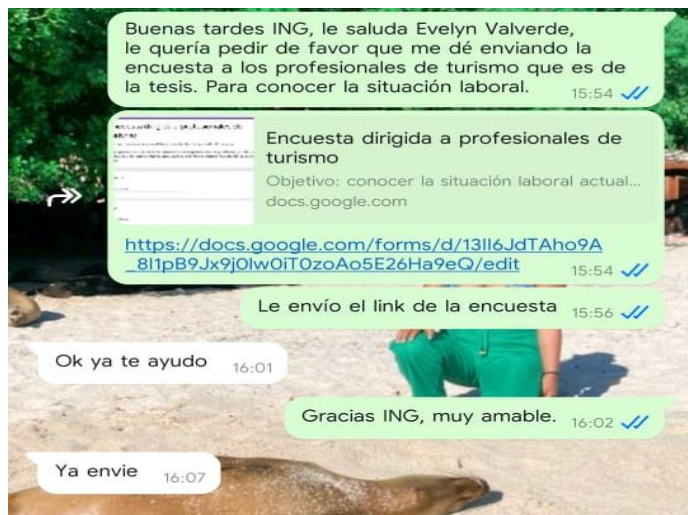 Buenas tardes ING, le saluda Evelyn Valverde,
le quería pedir de favor que me dé enviando la
encuesta a los profesionales de turismo que es de
la tesis. Para conocer la situación laboral.
15:54
Encuesta dirigida a profesionales de
turismo
Objetivo: conocer la situación laboral actual...
docs.google.com
https://docs.google.com/forms/d/13Il6JdTAho9A
_8I1pB9Jx9j0Iw0iT0zoAo5E26Ha9eQ/edit
15:54
Le envío el link de la encuesta 15:56
Ok ya te ayudo 16:01
Gracias ING, muy amable. 16:02
Ya envie 16:07